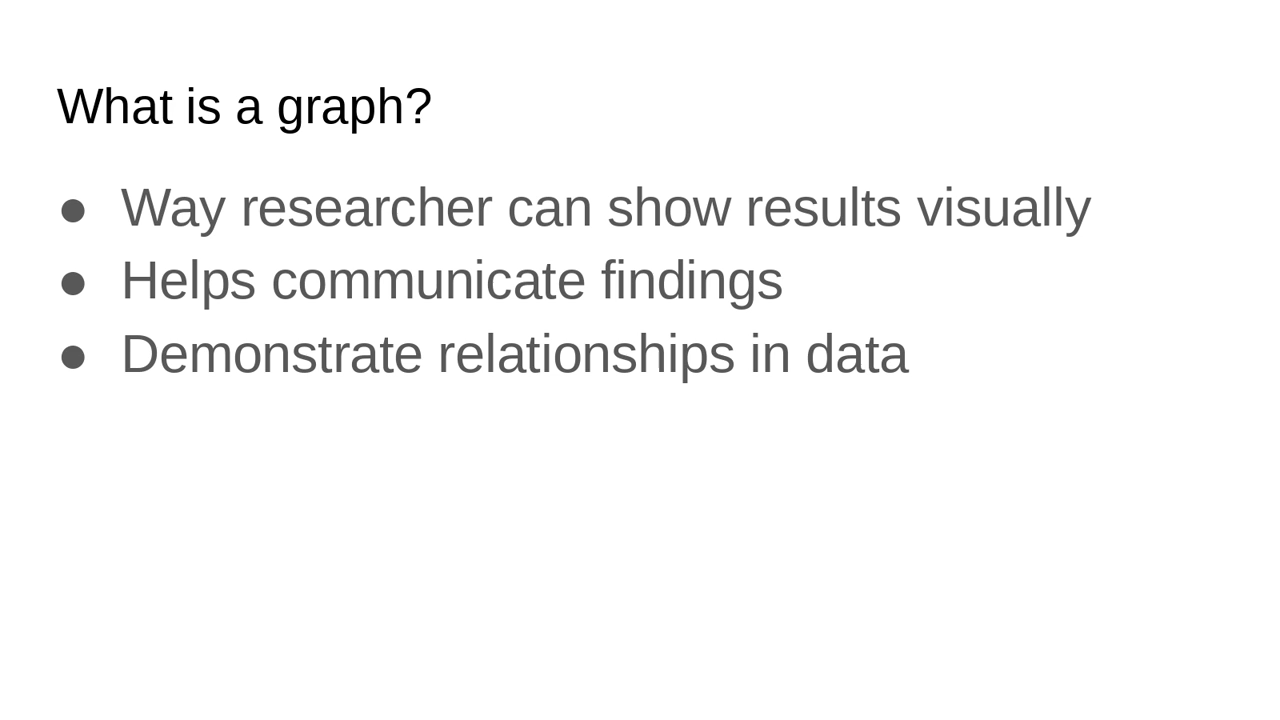 What is a graph?
● Way researcher can show results visually
● Helps communicate findings
● Demonstrate relationships in data